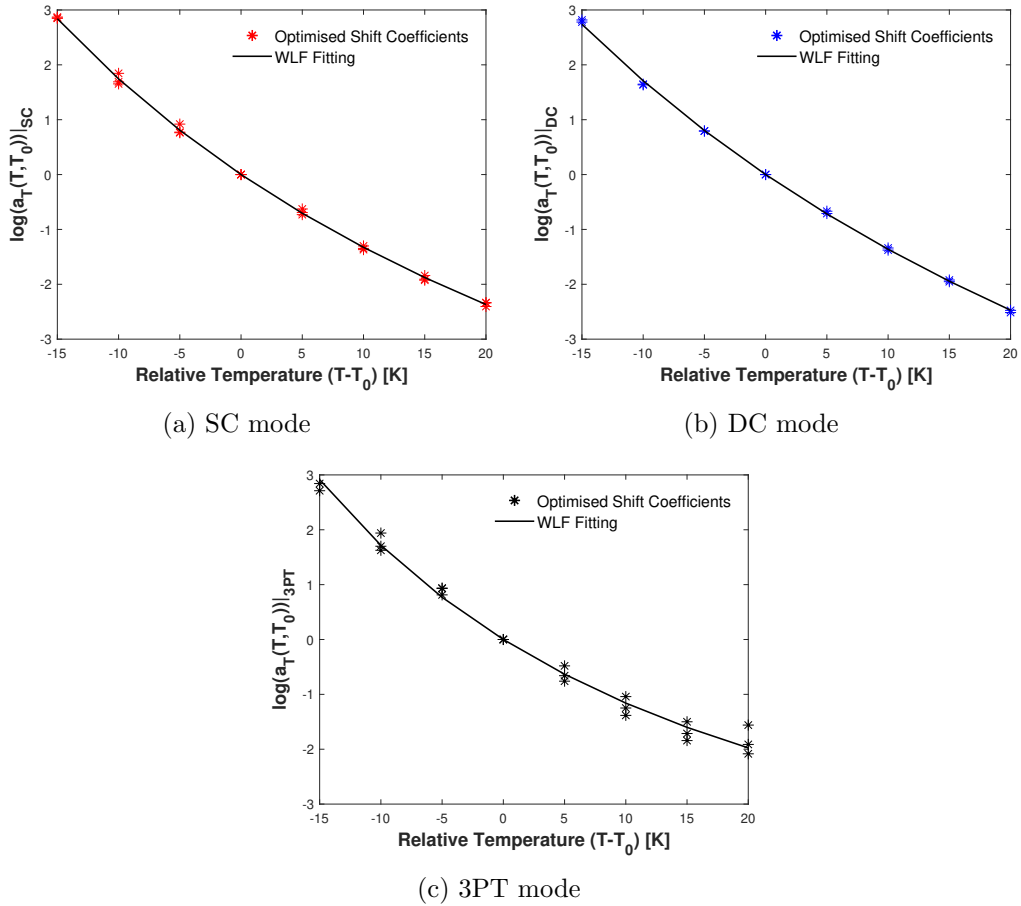 3
2
1
0
-1
-2
-3
-15 -10 -5 0 5 10 15 20
log(a_T(T,T_0))|_SC
Relative Temperature (T-T_0) [K]
Optimised Shift Coefficients
WLF Fitting
(a) SC mode
3
2
1
0
-1
-2
-3
-15 -10 -5 0 5 10 15 20
log(a_T(T,T_0))|_DC
Relative Temperature (T-T_0) [K]
Optimised Shift Coefficients
WLF Fitting
(b) DC mode
3
2
1
0
-1
-2
-3
-15 -10 -5 0 5 10 15 20
log(a_T(T,T_0))|_3PT
Relative Temperature (T-T_0) [K]
Optimised Shift Coefficients
WLF Fitting
(c) 3PT mode